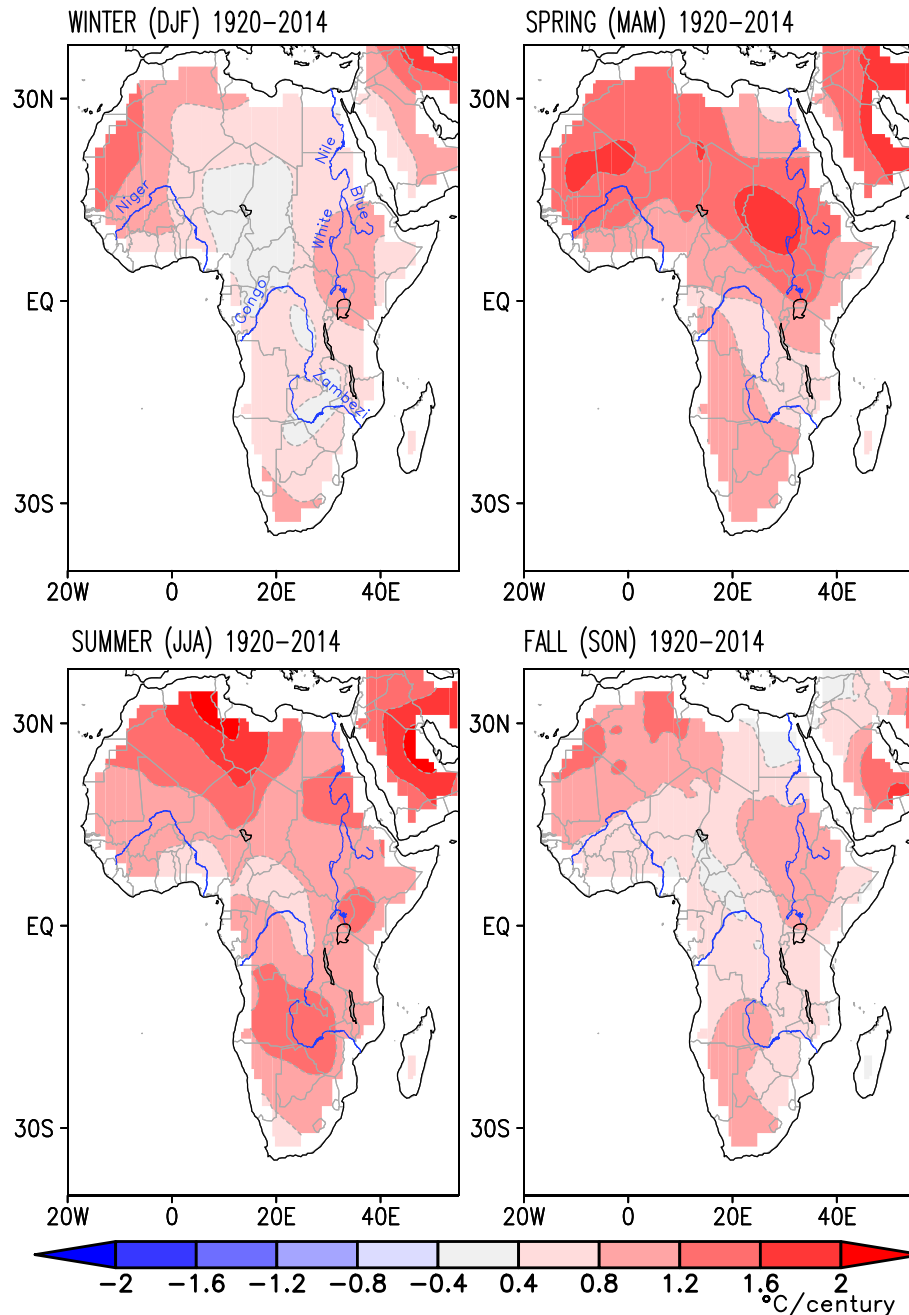 WINTER (DJF) 1920-2014
SPRING (MAM) 1920-2014
30N
EQ
30S
Niger
Nile
Blue
White
Congo
Zambezi
30N
EQ
30S
20W 0 20E 40E
20W 0 20E 40E
SUMMER (JJA) 1920-2014
FALL (SON) 1920-2014
30N
EQ
30S
30N
EQ
30S
20W 0 20E 40E
20W 0 20E 40E
-2 -1.6 -1.2 -0.8 -0.4 0.4 0.8 1.2 1.6 2
°C/century